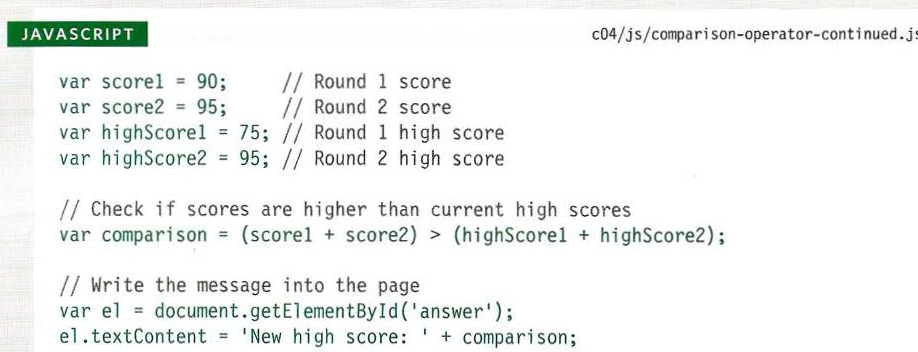 JAVASCRIPT
c04/js/comparison-operator-continued.js
var score1 = 90; // Round 1 score
var score2 = 95; // Round 2 score
var highScore1 = 75; // Round 1 high score
var highScore2 = 95; // Round 2 high score
// Check if scores are higher than current high scores
var comparison = (score1 + score2) > (highScore1 + highScore2);
// Write the message into the page
var el = document.getElementById('answer');
el.textContent = 'New high score: ' + comparison;